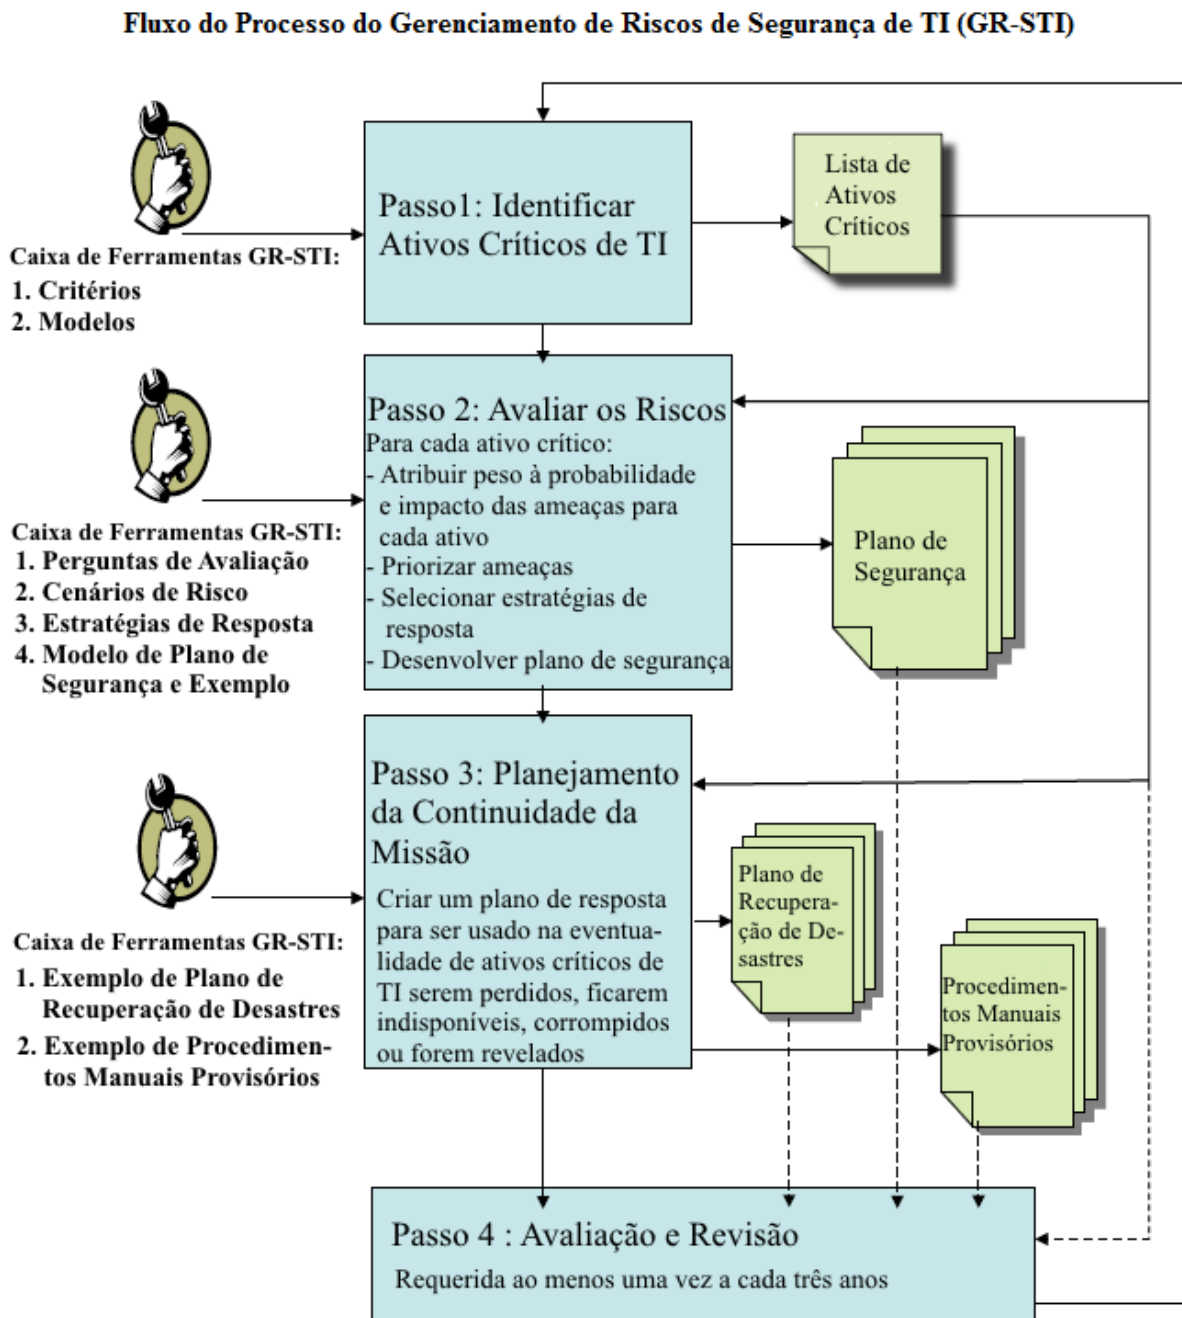 Fluxo do Processo do Gerenciamento de Riscos de Segurança de TI (GR-STI)
Passo1: Identificar
Ativos Críticos de TI
Lista de
Ativos
Críticos
Caixa de Ferramentas GR-STI:
1. Critérios
2. Modelos
Passo 2: Avaliar os Riscos
Para cada ativo crítico:
- Atribuir peso à probabilidade
e impacto das ameaças para
cada ativo
- Priorizar ameaças
- Selecionar estratégias de
resposta
- Desenvolver plano de segurança
Plano de
Segurança
Caixa de Ferramentas GR-STI:
1. Perguntas de Avaliação
2. Cenários de Risco
3. Estratégias de Resposta
4. Modelo de Plano de
Segurança e Exemplo
Passo 3: Planejamento
da Continuidade da
Missão
Criar um plano de resposta
para ser usado na eventua-
lidade de ativos críticos de
TI serem perdidos, ficarem
indisponíveis, corrompidos
ou forem revelados
Plano de
Recupera-
ção de De-
sastres
Procedimen-
tos Manuais
Provisórios
Caixa de Ferramentas GR-STI:
1. Exemplo de Plano de
Recuperação de Desastres
2. Exemplo de Procedimen-
tos Manuais Provisórios
Passo 4 : Avaliação e Revisão
Requerida ao menos uma vez a cada três anos